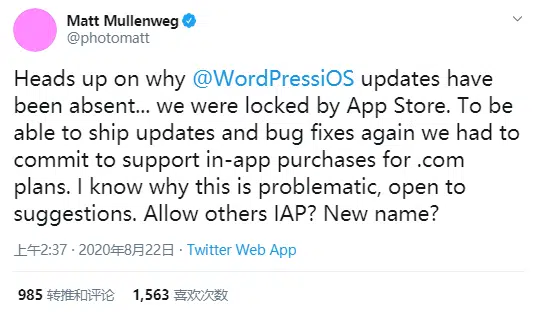 Matt Mullenweg
@photomatt
Heads up on why @WordPressiOS updates have
been absent... we were locked by App Store. To be
able to ship updates and bug fixes again we had to
commit to support in-app purchases for .com
plans. I know why this is problematic, open to
suggestions. Allow others IAP? New name?
上午2:37 · 2020年8月22日 · Twitter Web App
985 转推和评论 1,563 喜欢次数